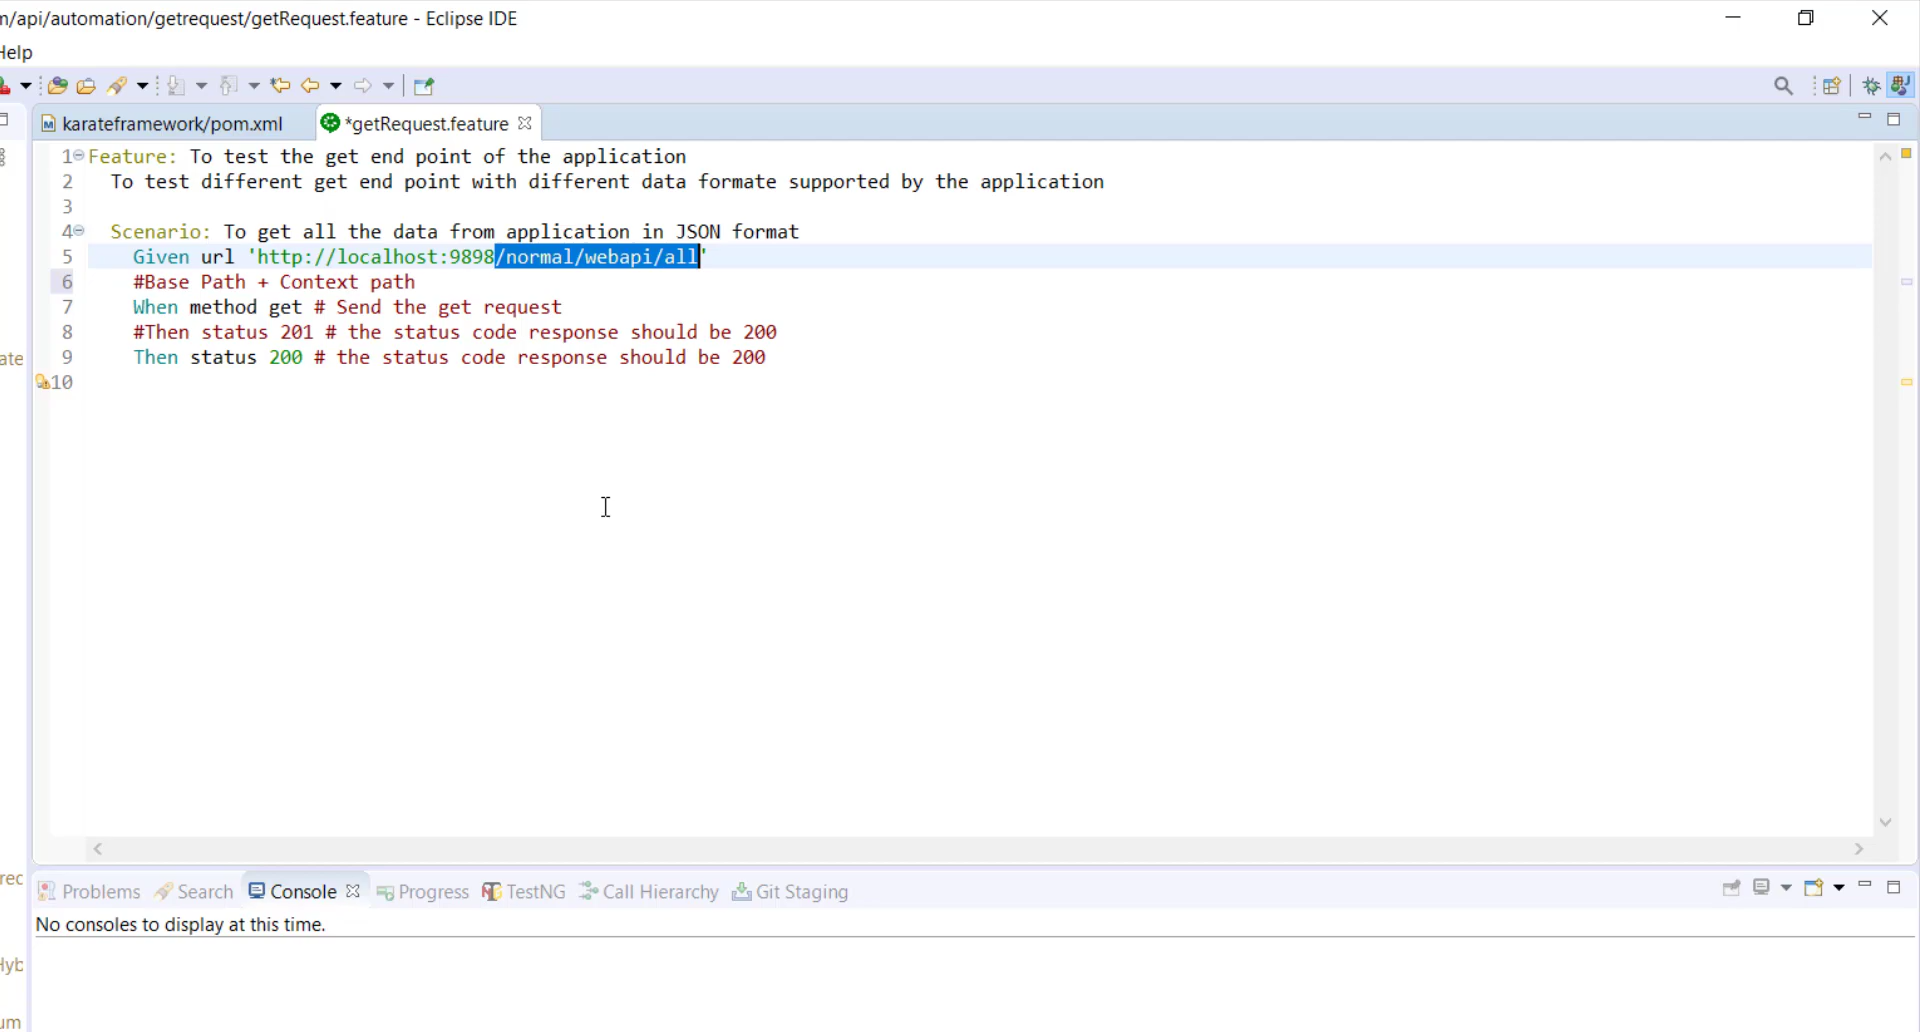 n/api/automation/getrequest/getRequest.feature - Eclipse IDE
Help
karateframework/pom.xml
*getRequest.feature
1 Feature: To test the get end point of the application
2 To test different get end point with different data formate supported by the application
3
4 Scenario: To get all the data from application in JSON format
5 Given url 'http://localhost:9898/normal/webapi/all'
6 #Base Path + Context path
7 When method get # Send the get request
8 #Then status 201 # the status code response should be 200
9 Then status 200 # the status code response should be 200
10
ate
rec
Problems Search Console Progress TestNG Call Hierarchy Git Staging
No consoles to display at this time.
Hyb
um